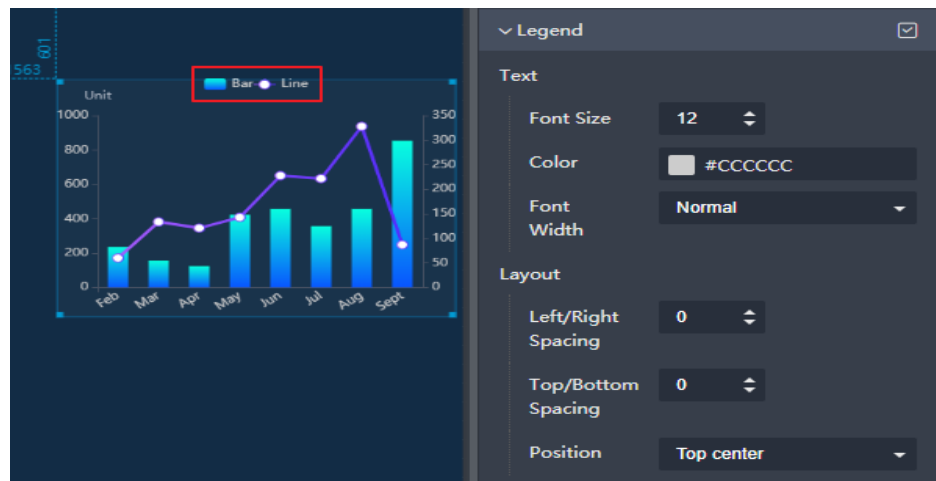 601
563
Bar
Line
Unit
1000
800
600
400
200
0
350
300
250
200
150
100
50
0
Feb
Mar
Apr
May
Jun
Jul
Aug
Sept
Legend
Text
Font Size
12
Color
#CCCCCC
Font
Width
Normal
Layout
Left/Right
Spacing
0
Top/Bottom
Spacing
0
Position
Top center